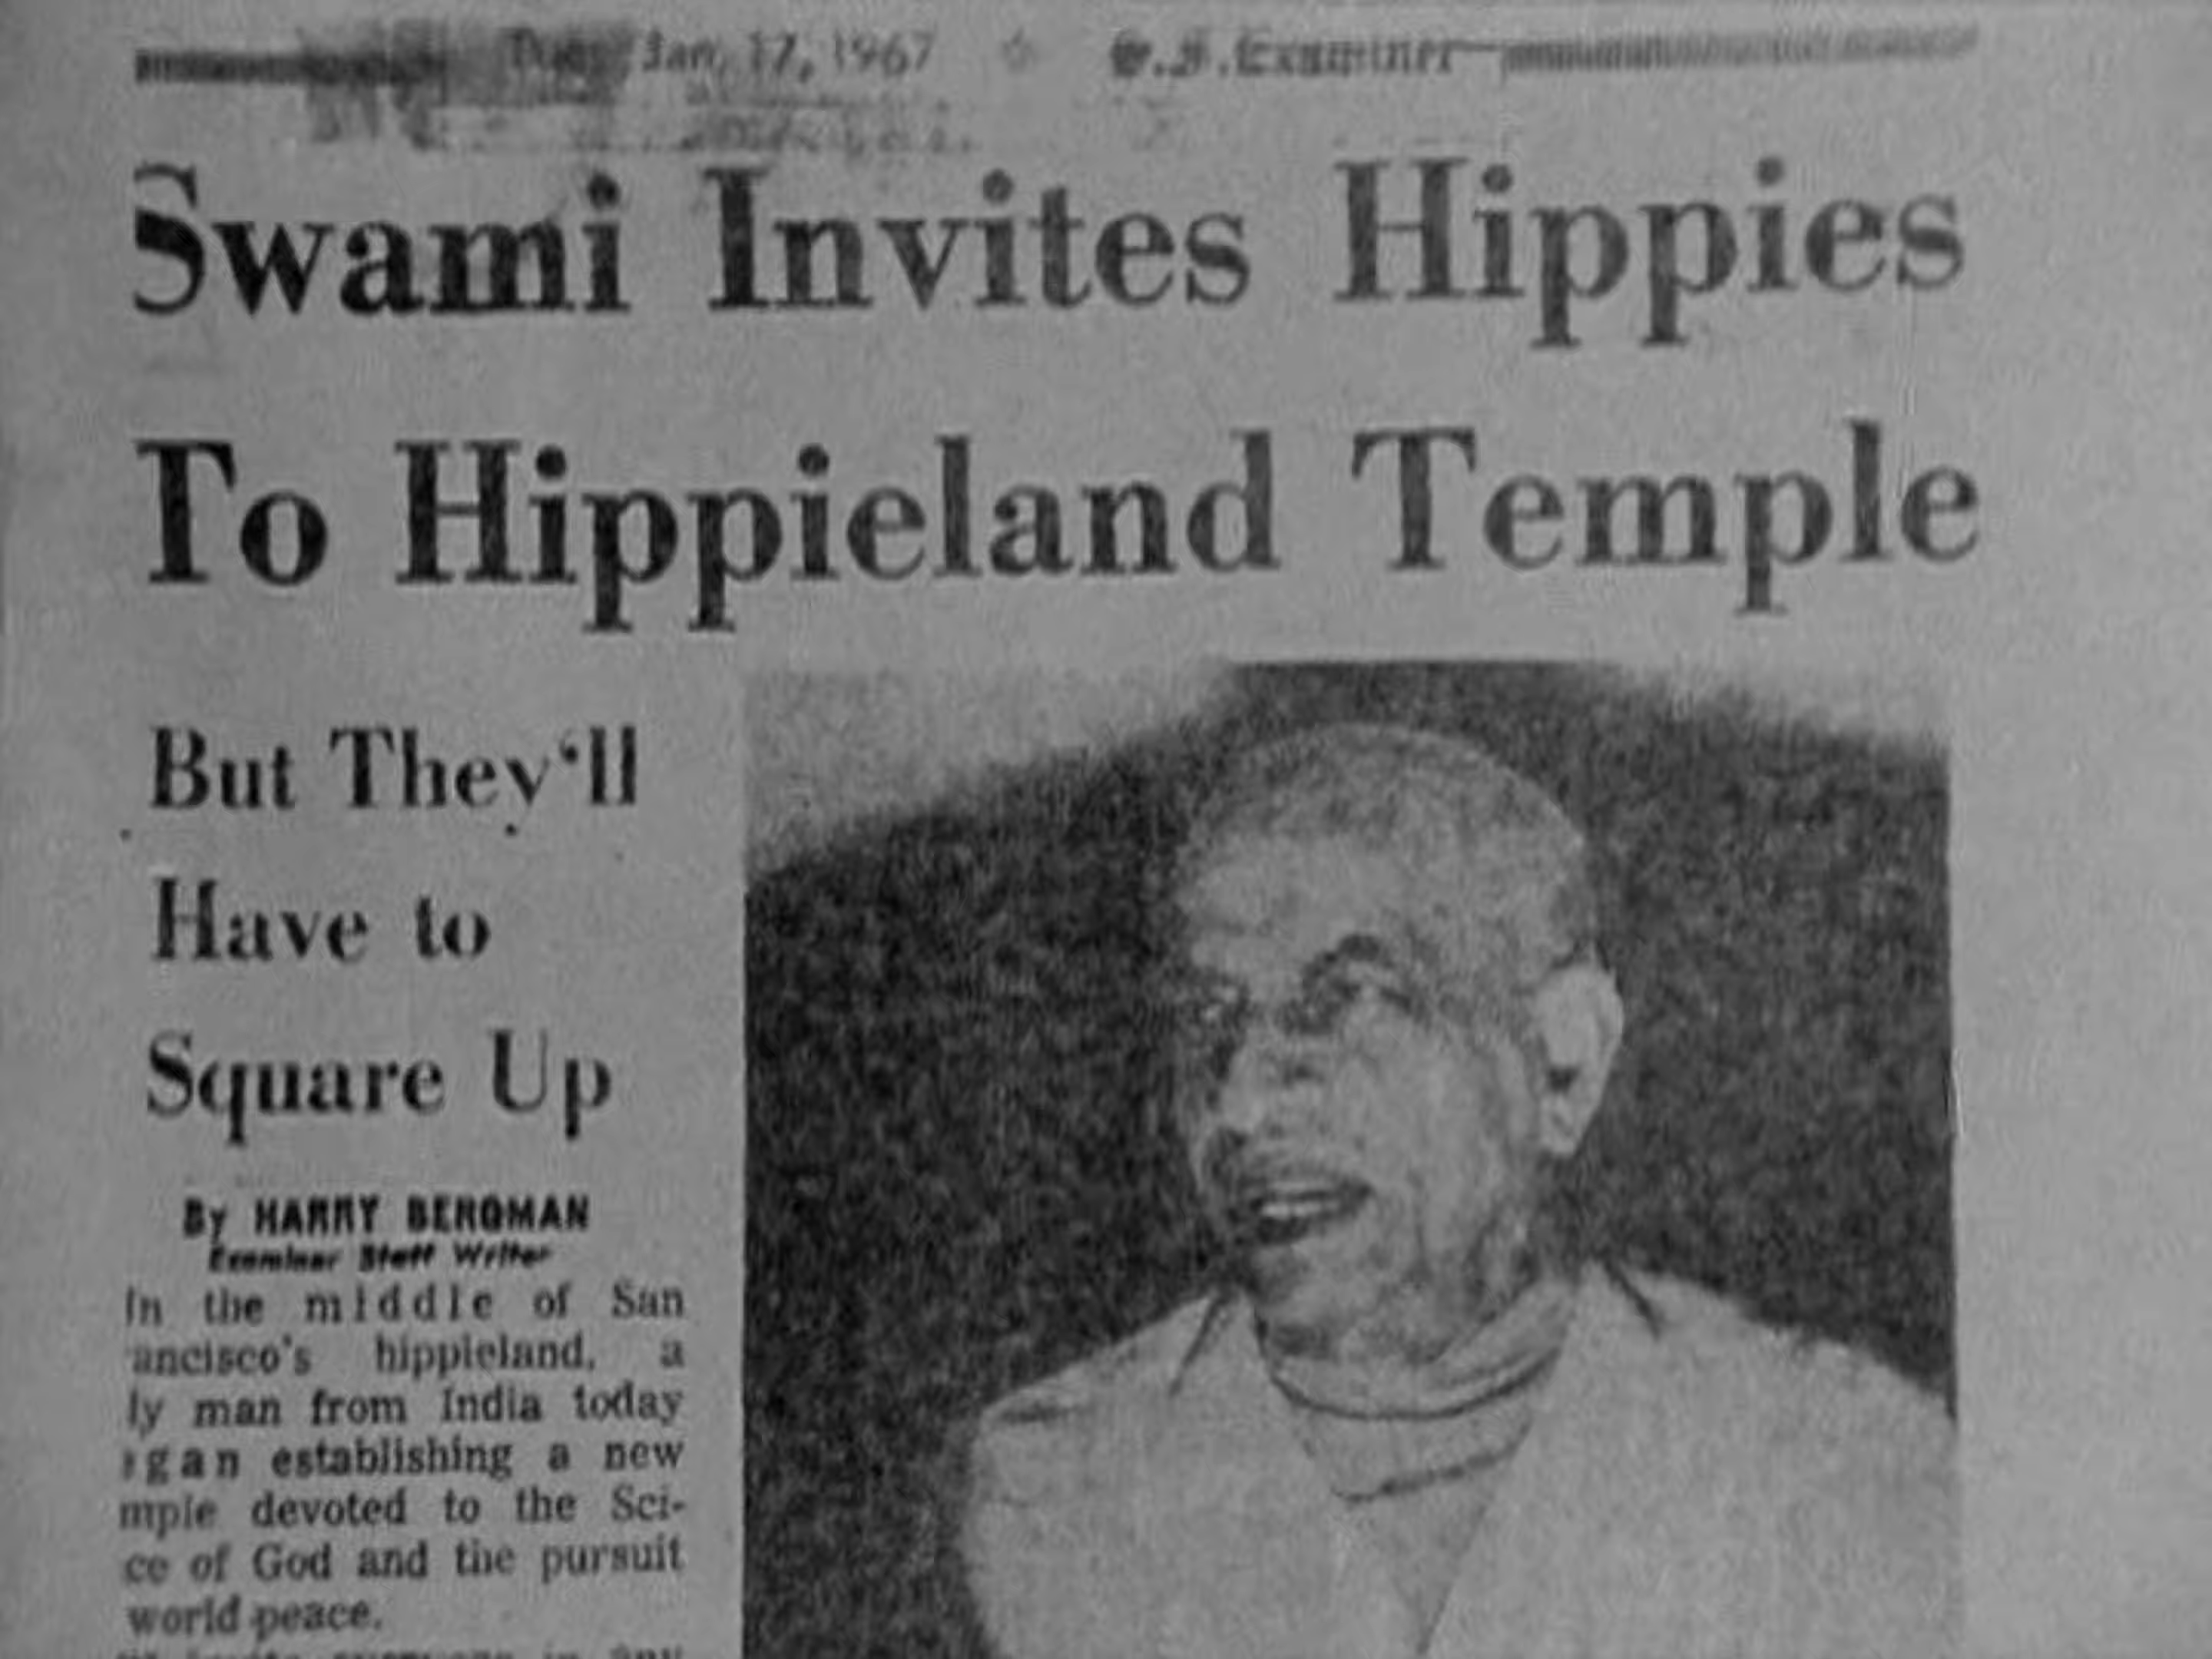 Jan. 17, 1967 ☆ S.F. Examiner
Swami Invites Hippies
To Hippieland Temple
But They'll
Have to
Square Up
By HARRY BERGMAN
Examiner Staff Writer
In the middle of San
ancisco's hippieland, a
ly man from India today
gan establishing a new
mple devoted to the Sci-
ce of God and the pursuit
world peace.